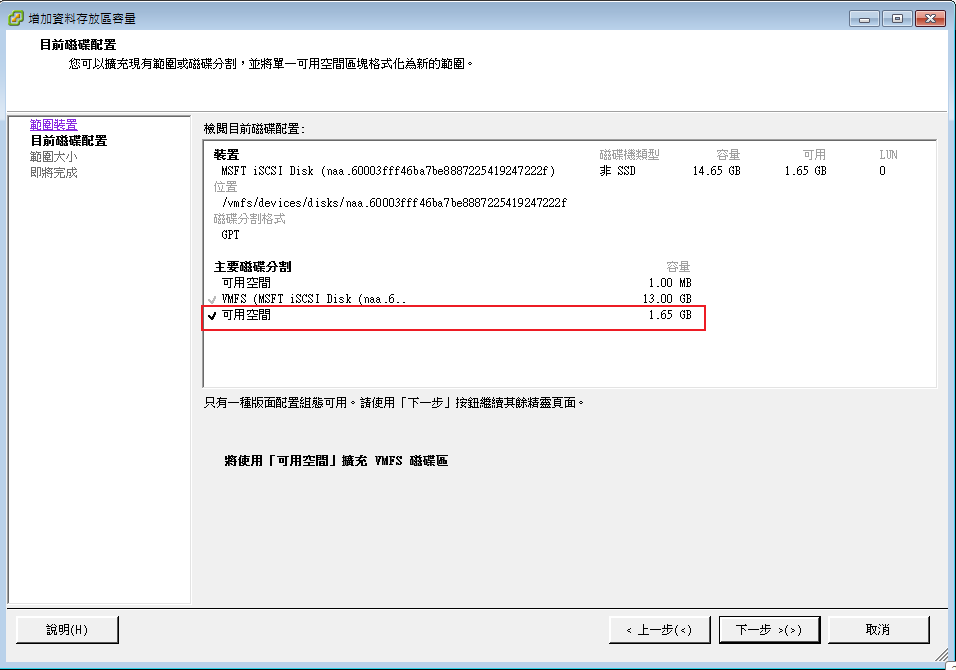 增加資料存放區容量
目前磁碟配置
您可以擴充現有範圍或磁碟分割，並將單一可用空間區塊格式化為新的範圍。
範圍裝置
目前磁碟配置
範圍大小
即將完成
檢閱目前磁碟配置:
裝置 磁碟機類型 容量 可用 LUN
MSFT iSCSI Disk (naa.60003fff46ba7be8887225419247222f) 非 SSD 14.65 GB 1.65 GB 0
位置
/vmfs/devices/disks/naa.60003fff46ba7be8887225419247222f
磁碟分割格式
GPT
主要磁碟分割 容量
可用空間 1.00 MB
VMFS (MSFT iSCSI Disk (naa.6.. 13.00 GB
可用空間 1.65 GB
只有一種版面配置組態可用。請使用「下一步」按鈕繼續其餘精靈頁面。
將使用「可用空間」擴充 VMFS 磁碟區
說明(H) < 上一步(<) 下一步 >(>) 取消